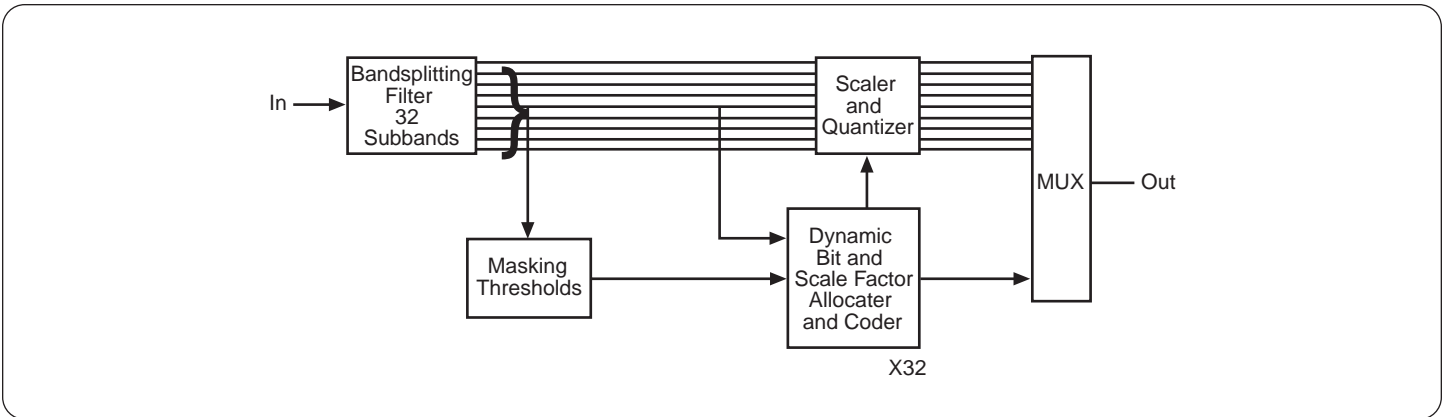 In
Bandsplitting
Filter
32
Subbands
Scaler
and
Quantizer
MUX
Out
Masking
Thresholds
Dynamic
Bit and
Scale Factor
Allocater
and Coder
X32